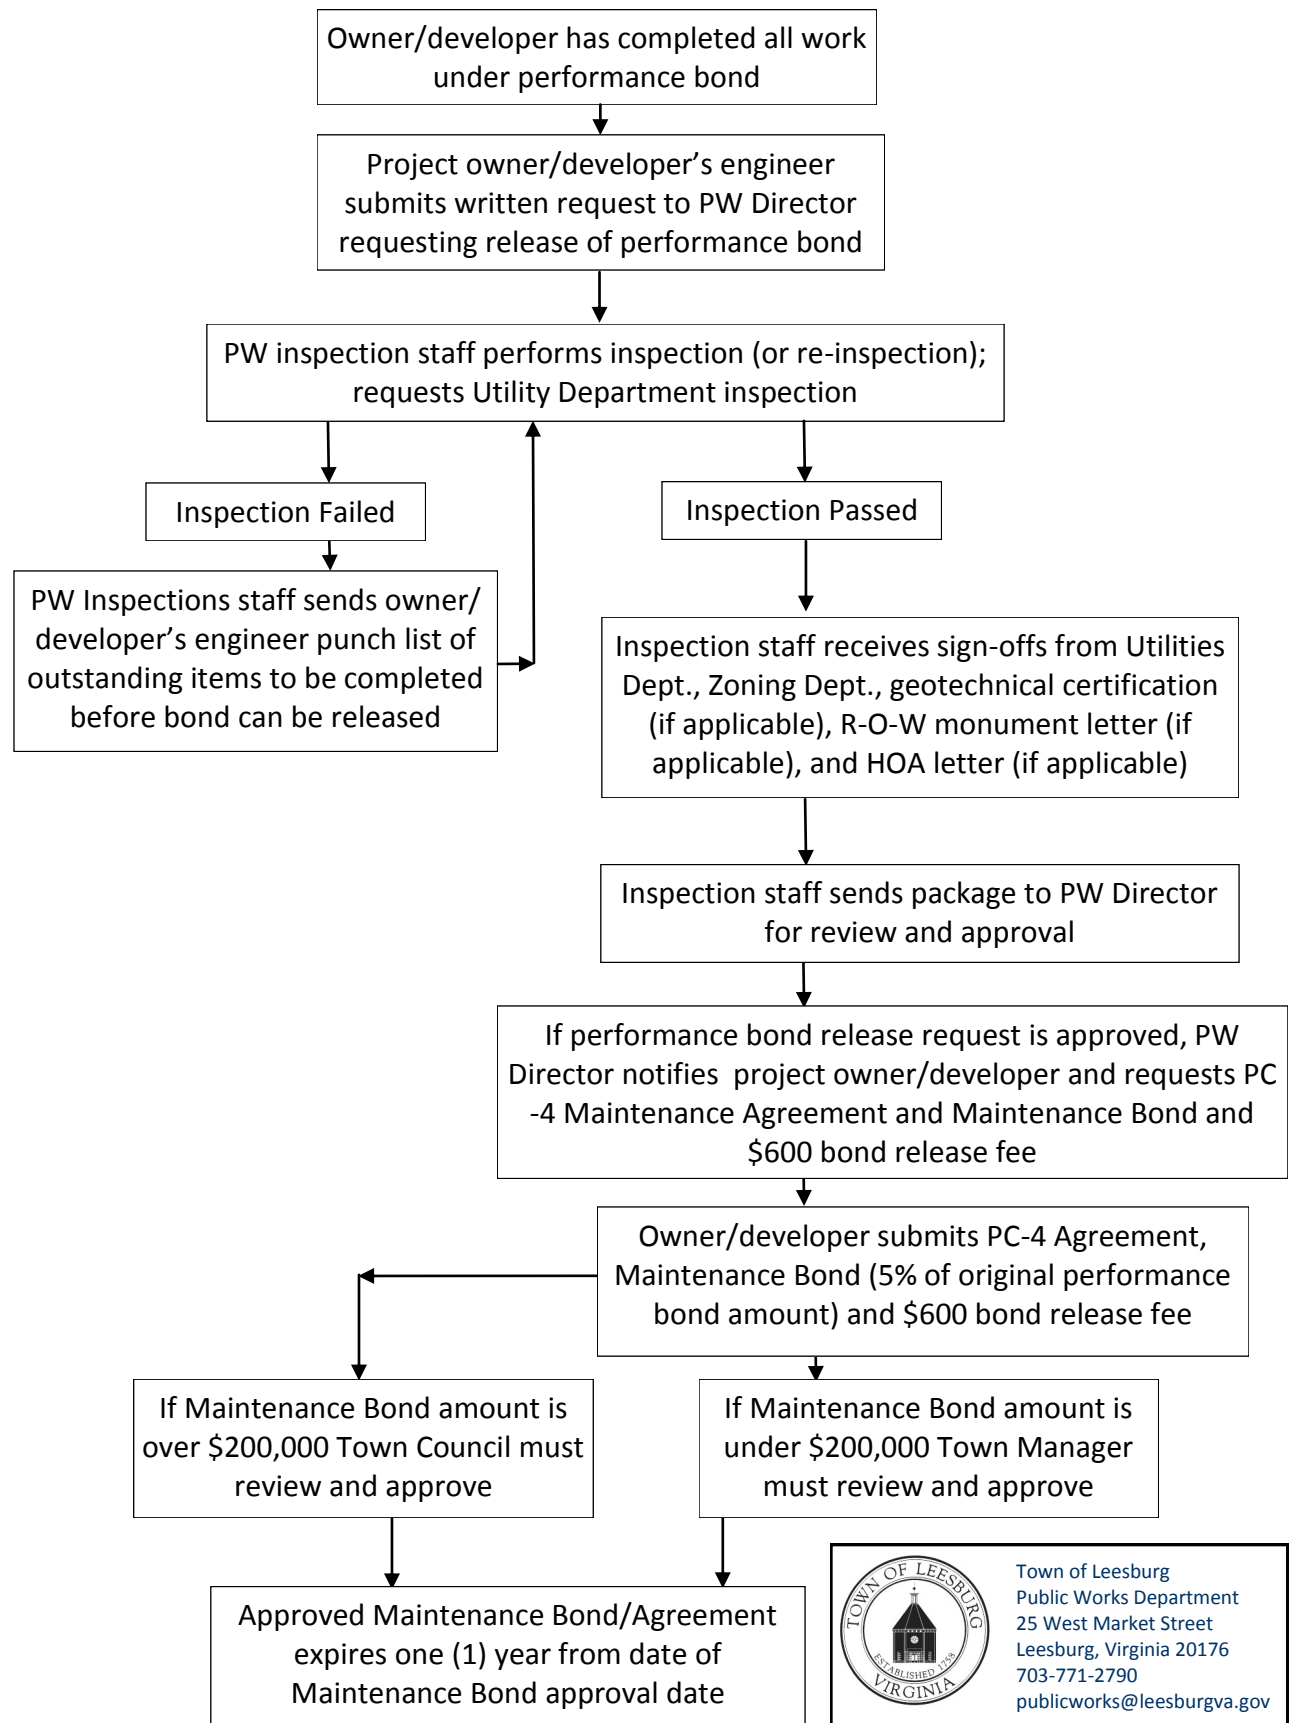 Owner/developer has completed all work
under performance bond
Project owner/developer’s engineer
submits written request to PW Director
requesting release of performance bond
PW inspection staff performs inspection (or re-inspection);
requests Utility Department inspection
Inspection Failed
Inspection Passed
PW Inspections staff sends owner/
developer’s engineer punch list of
outstanding items to be completed
before bond can be released
Inspection staff receives sign-offs from Utilities
Dept., Zoning Dept., geotechnical certification
(if applicable), R-O-W monument letter (if
applicable), and HOA letter (if applicable)
Inspection staff sends package to PW Director
for review and approval
If performance bond release request is approved, PW
Director notifies  project owner/developer and requests PC
-4 Maintenance Agreement and Maintenance Bond and
$600 bond release fee
Owner/developer submits PC-4 Agreement,
Maintenance Bond (5% of original performance
bond amount) and $600 bond release fee
If Maintenance Bond amount is
over $200,000 Town Council must
review and approve
If Maintenance Bond amount is
under $200,000 Town Manager
must review and approve
Approved Maintenance Bond/Agreement
expires one (1) year from date of
Maintenance Bond approval date
TOWN OF LEESBURG
ESTABLISHED 1758
VIRGINIA
Town of Leesburg
Public Works Department
25 West Market Street
Leesburg, Virginia 20176
703-771-2790
publicworks@leesburgva.gov